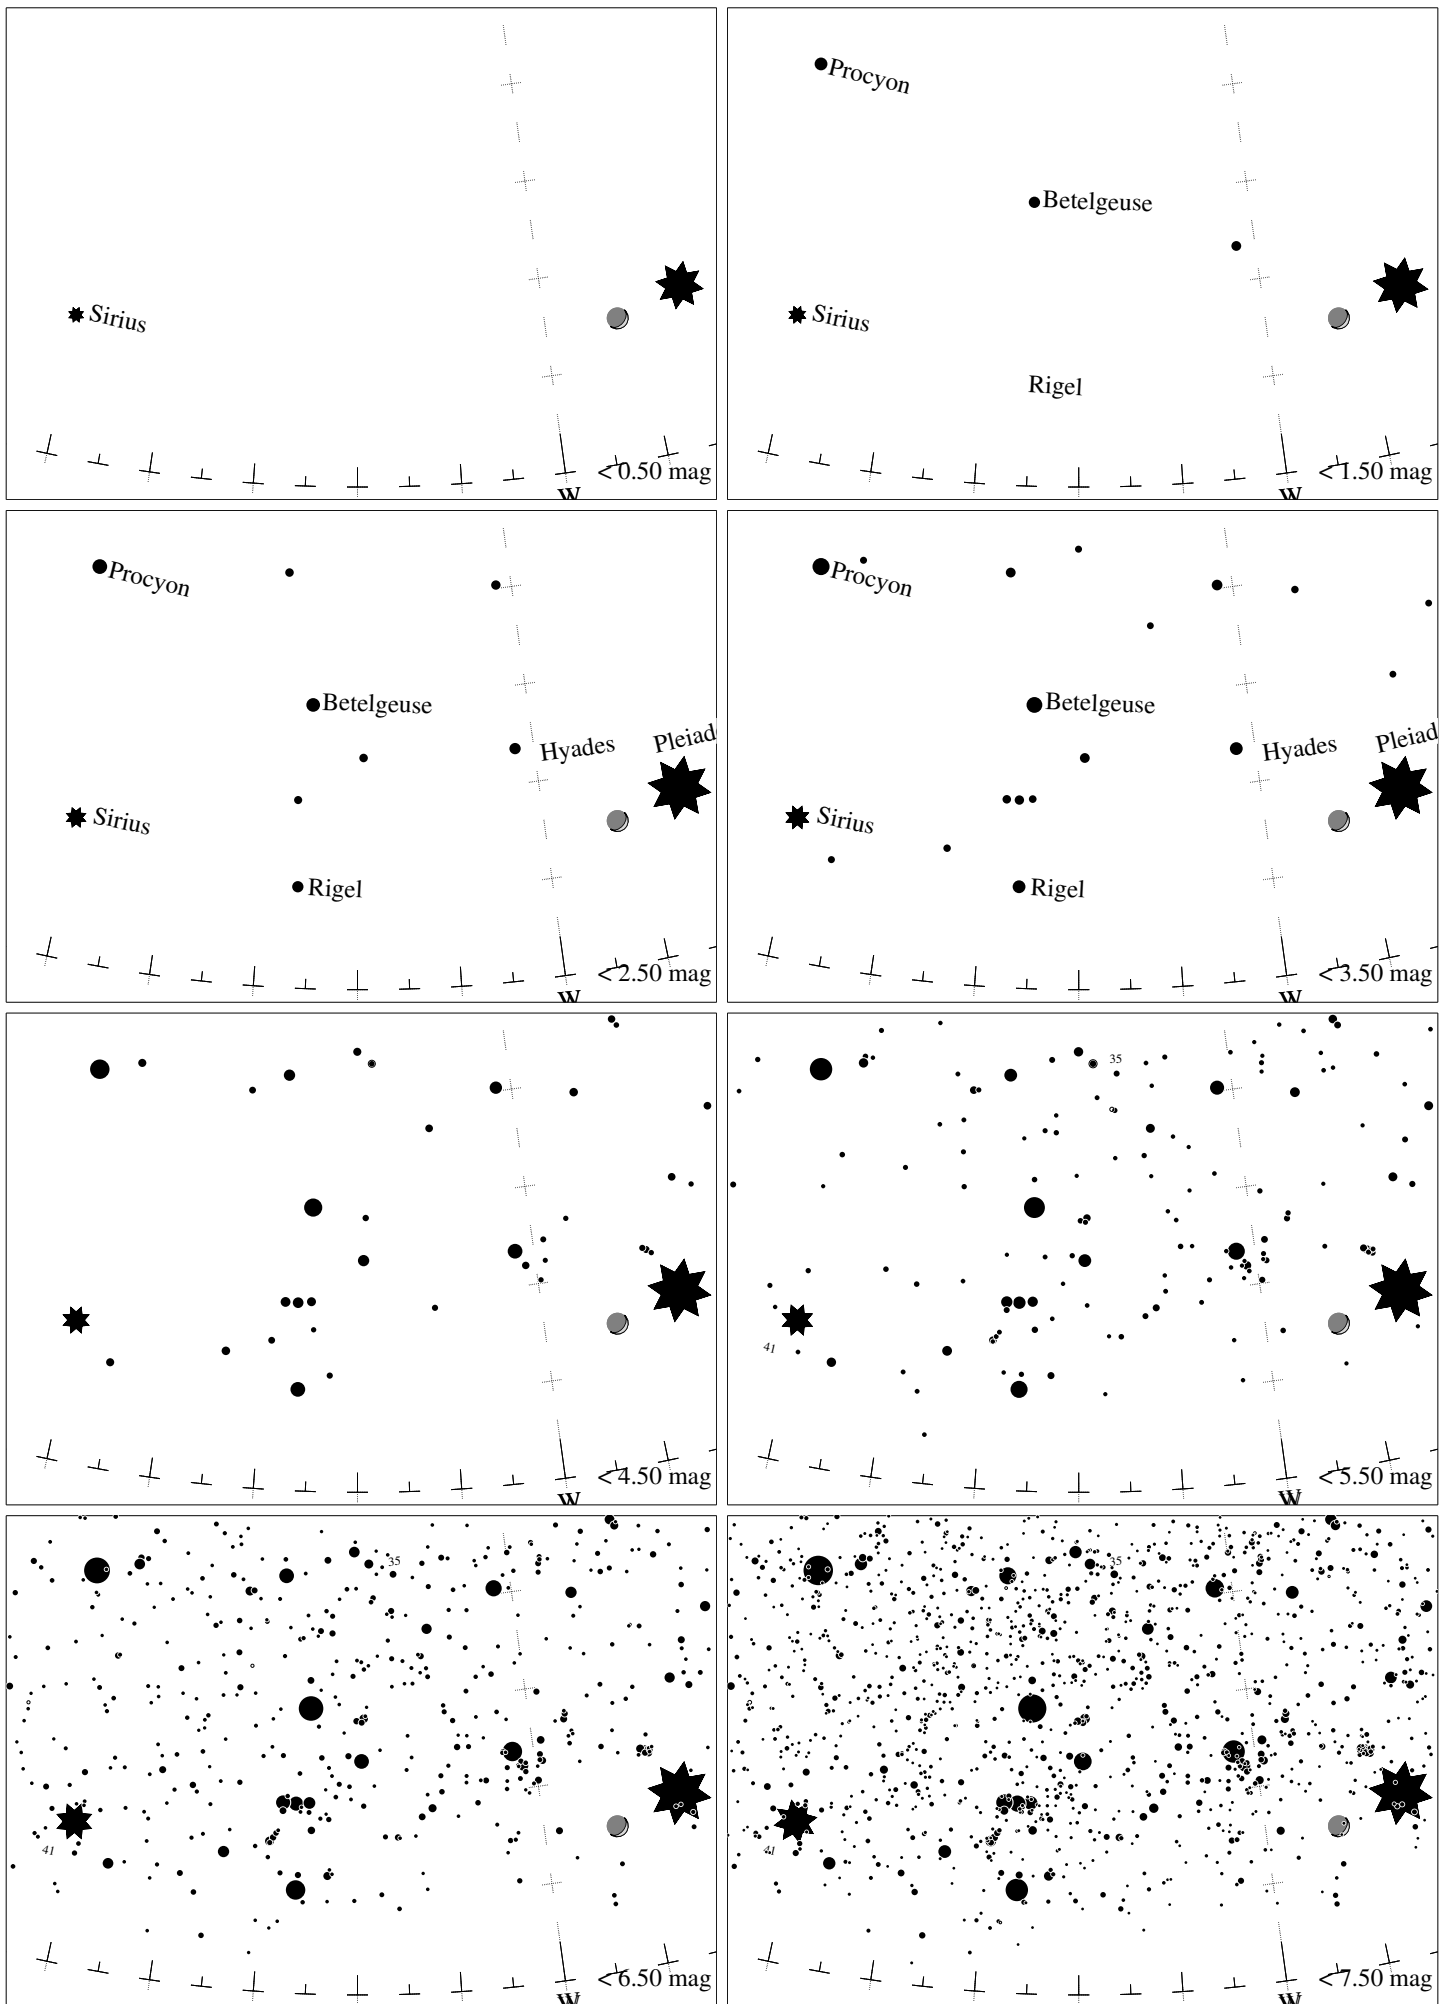 Sirius
< 0.50 mag
W
Procyon
Betelgeuse
Sirius
Rigel
< 1.50 mag
W
Procyon
Betelgeuse
Hyades
Pleiad
Sirius
Rigel
< 2.50 mag
W
Procyon
Betelgeuse
Hyades
Pleiad
Sirius
Rigel
< 3.50 mag
W
< 4.50 mag
W
35
41
< 5.50 mag
W
35
41
< 6.50 mag
W
35
41
< 7.50 mag
W